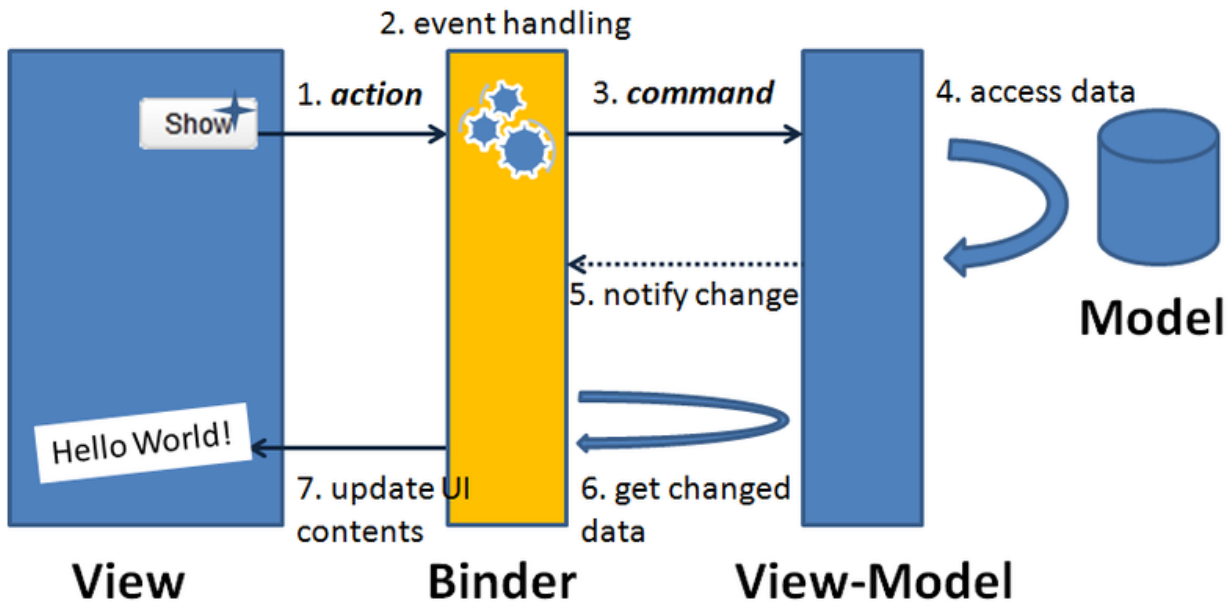 2. event handling
1. action
3. command
4. access data
Show
5. notify change
Model
Hello World!
7. update UI
contents
6. get changed
data
View
Binder
View-Model